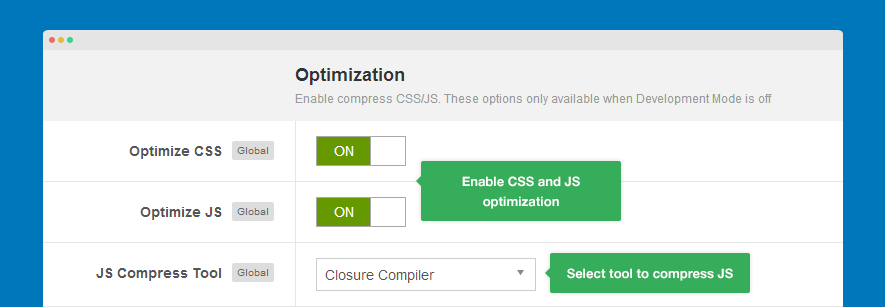 Optimization
Enable compress CSS/JS. These options only available when Development Mode is off
Optimize CSS Global ON
Enable CSS and JS
optimization
Optimize JS Global ON
JS Compress Tool Global Closure Compiler Select tool to compress JS